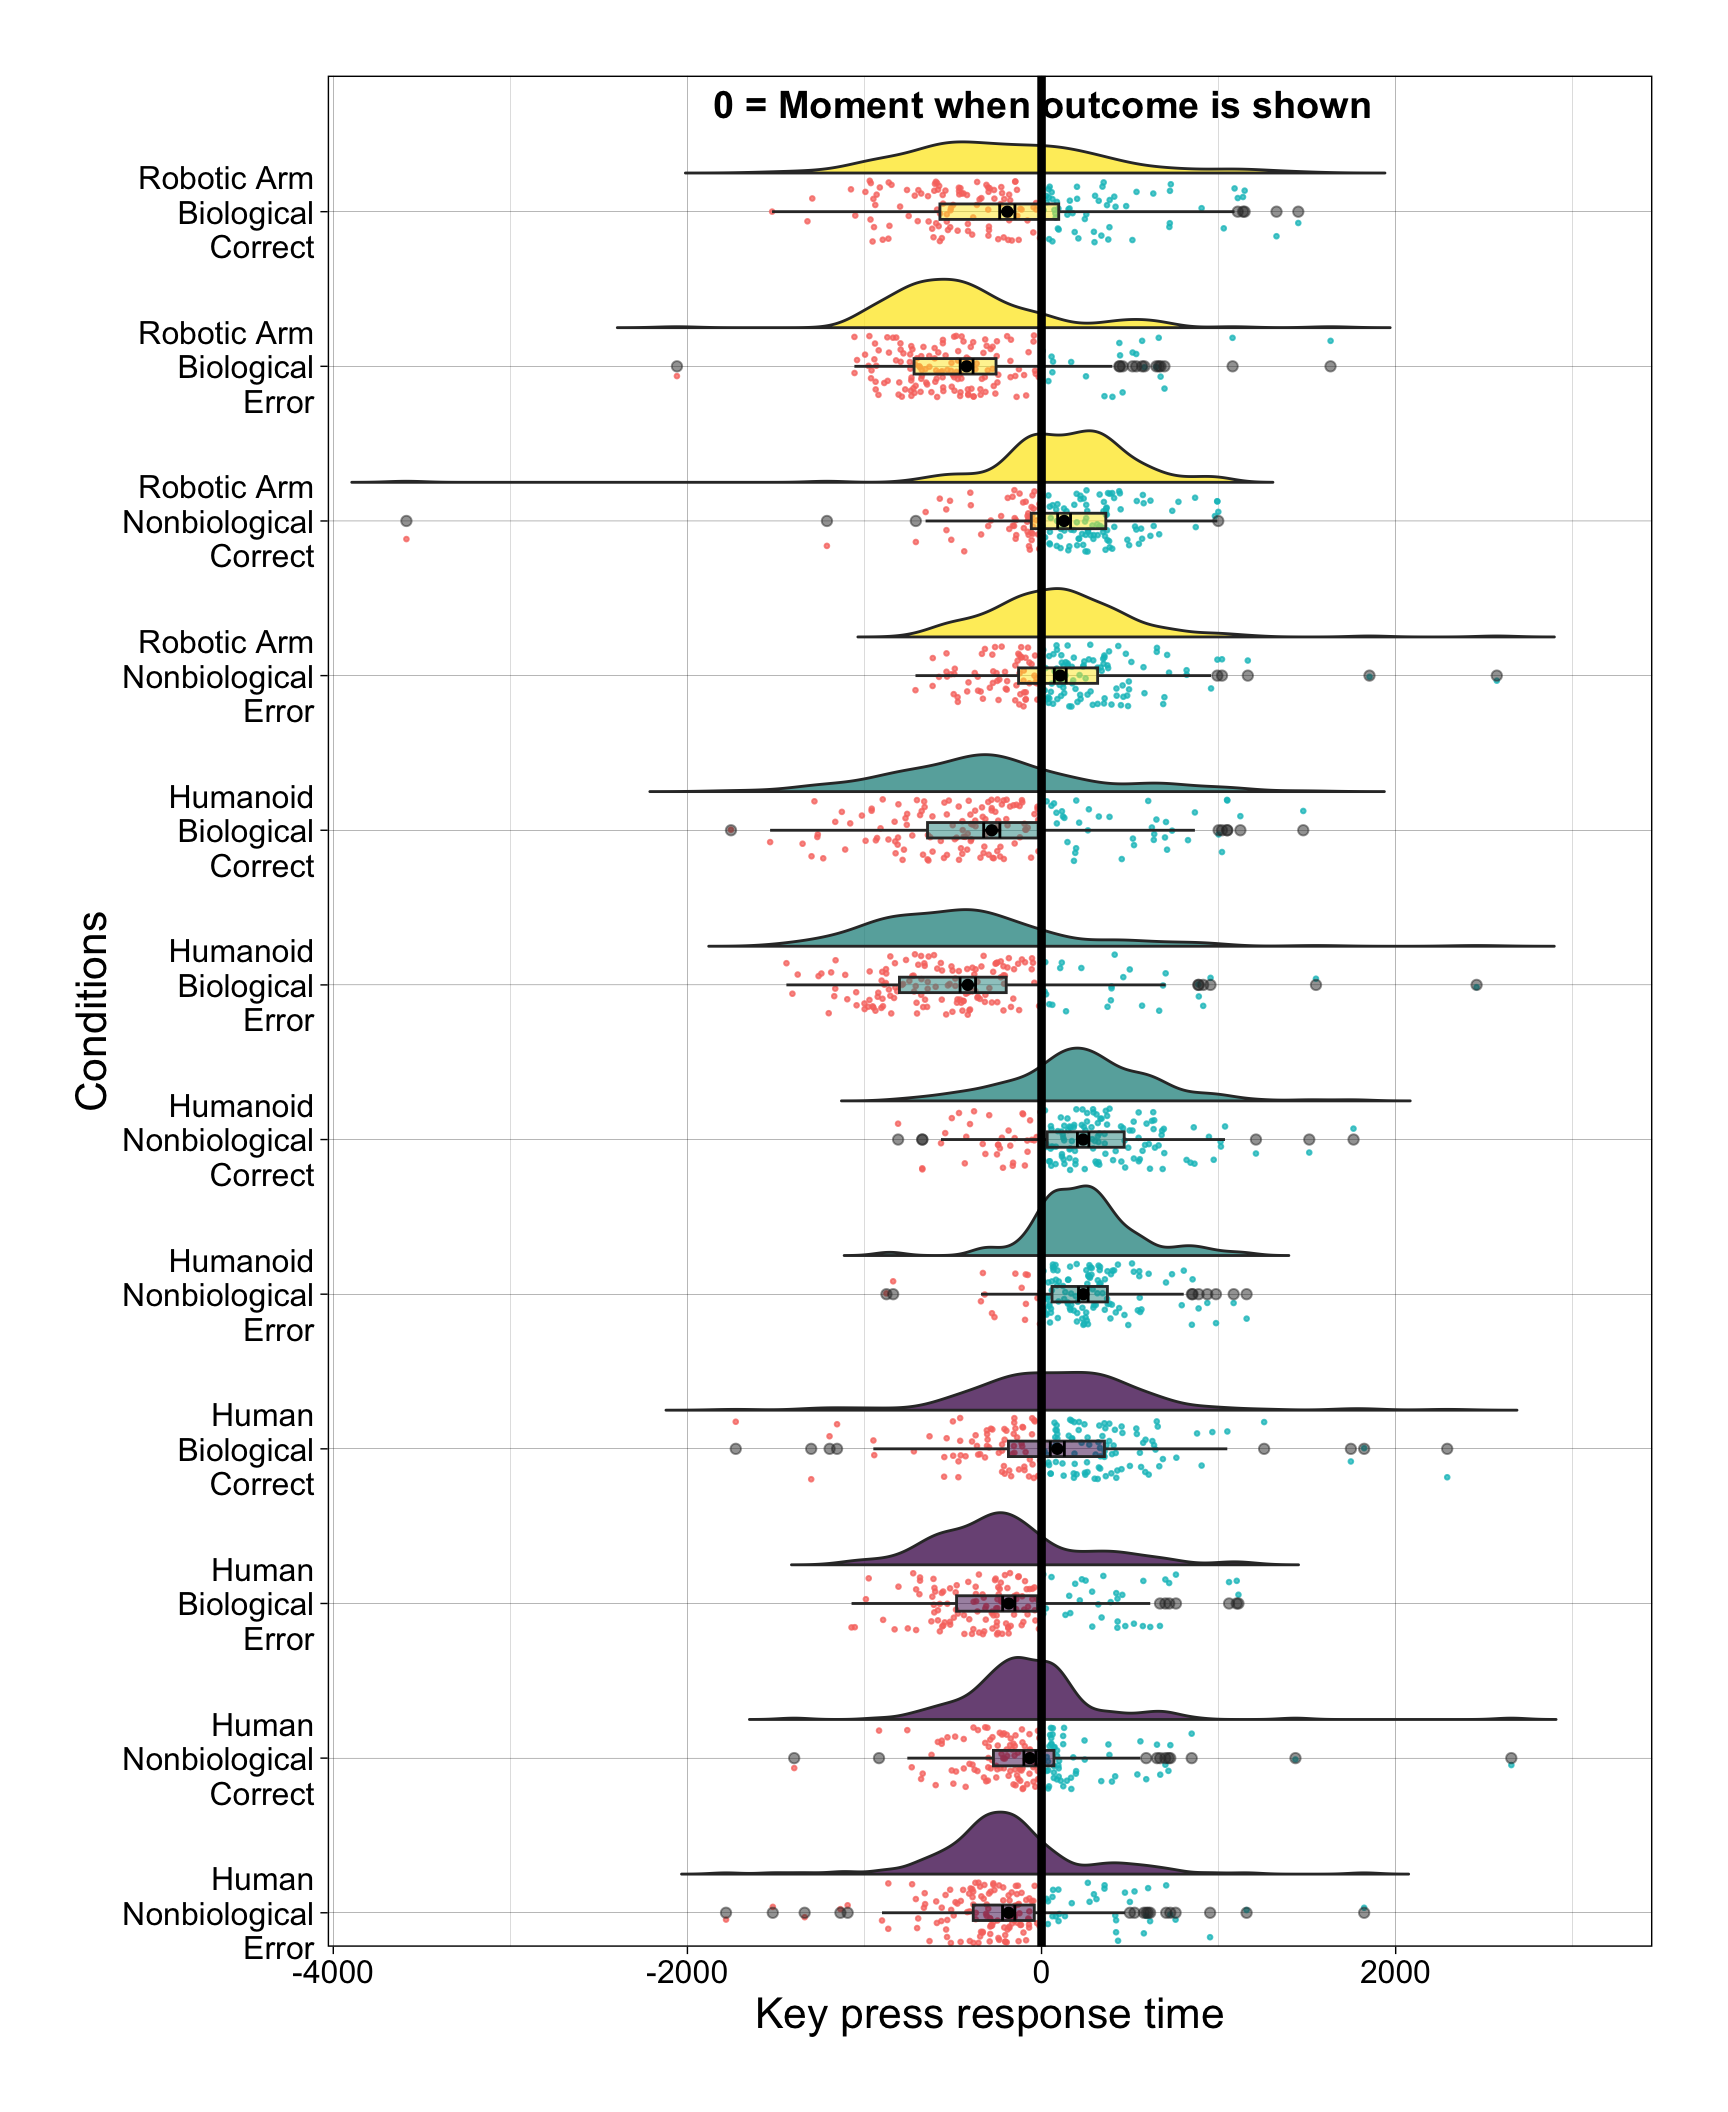 0 = Moment when outcome is shown
Robotic Arm
Biological
Correct
Robotic Arm
Biological
Error
Robotic Arm
Nonbiological
Correct
Robotic Arm
Nonbiological
Error
Humanoid
Biological
Correct
Humanoid
Biological
Error
Humanoid
Nonbiological
Correct
Humanoid
Nonbiological
Error
Human
Biological
Correct
Human
Biological
Error
Human
Nonbiological
Correct
Human
Nonbiological
Error
Conditions
-4000 -2000 0 2000
Key press response time